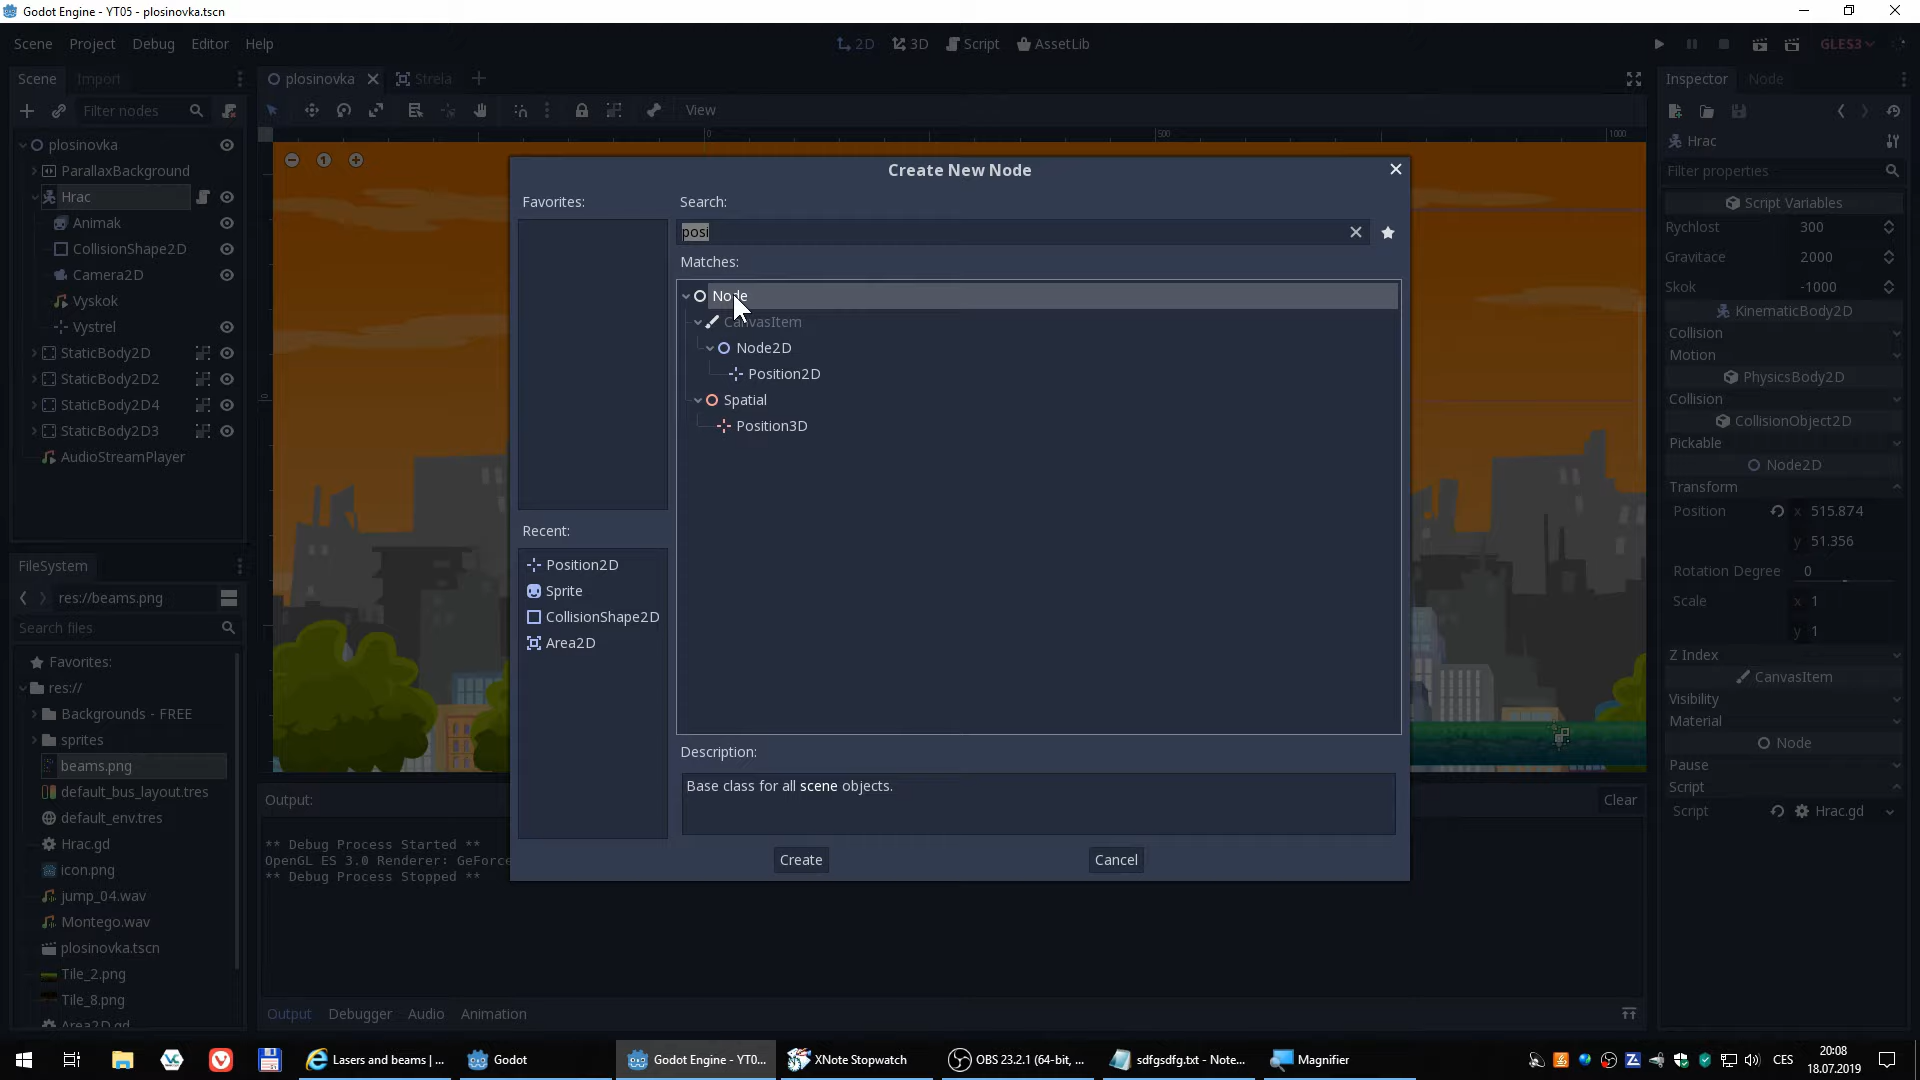 Godot Engine - YT05 - plosinovka.tscn
Scene Project Debug Editor Help
2D 3D Script AssetLib
GLES3
Scene Import
plosinovka Strela
Inspector Node
Filter nodes
View
plosinovka
ParallaxBackground
Hrac
Animak
CollisionShape2D
Camera2D
Vyskok
Vystrel
StaticBody2D
StaticBody2D2
StaticBody2D4
StaticBody2D3
AudioStreamPlayer
0 500 1000
1
0
Create New Node
Favorites:
Search:
posi
Matches:
Node
CanvasItem
Node2D
Position2D
Spatial
Position3D
Recent:
Position2D
Sprite
CollisionShape2D
Area2D
Description:
Base class for all scene objects.
Create Cancel
Hrac
Filter properties
Script Variables
Rychlost 300
Gravitace 2000
Skok -1000
KinematicBody2D
Collision
Motion
PhysicsBody2D
Collision
CollisionObject2D
Pickable
Node2D
Transform
Position x 515.874
y 51.356
Rotation Degree 0
Scale x 1
y 1
Z Index
CanvasItem
Visibility
Material
Node
Pause
Script
Script Hrac.gd
FileSystem
res://beams.png
Search files
Favorites:
res://
Backgrounds - FREE
sprites
beams.png
default_bus_layout.tres
default_env.tres
Hrac.gd
icon.png
jump_04.wav
Montego.wav
plosinovka.tscn
Tile_2.png
Tile_8.png
Area2D.gd
Output:
Clear
** Debug Process Started **
OpenGL ES 3.0 Renderer: GeForce
** Debug Process Stopped **
Output Debugger Audio Animation
Lasers and beams | ... Godot Godot Engine - YT0... XNote Stopwatch OBS 23.2.1 (64-bit, ... sdfgsdfg.txt - Note... Magnifier
CES
20:08
18.07.2019